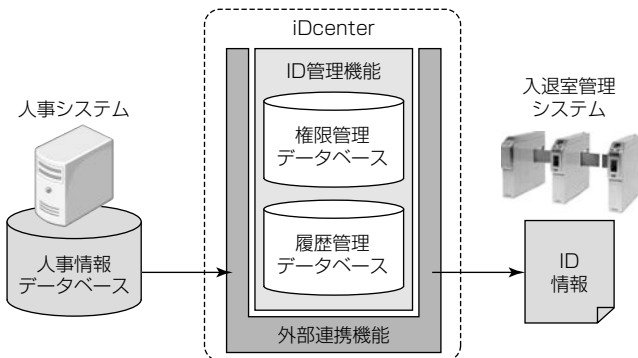 iDcenter
ID管理機能
人事システム
権限管理
データベース
入退室管理
システム
人事情報
データベース
履歴管理
データベース
ID
情報
外部連携機能